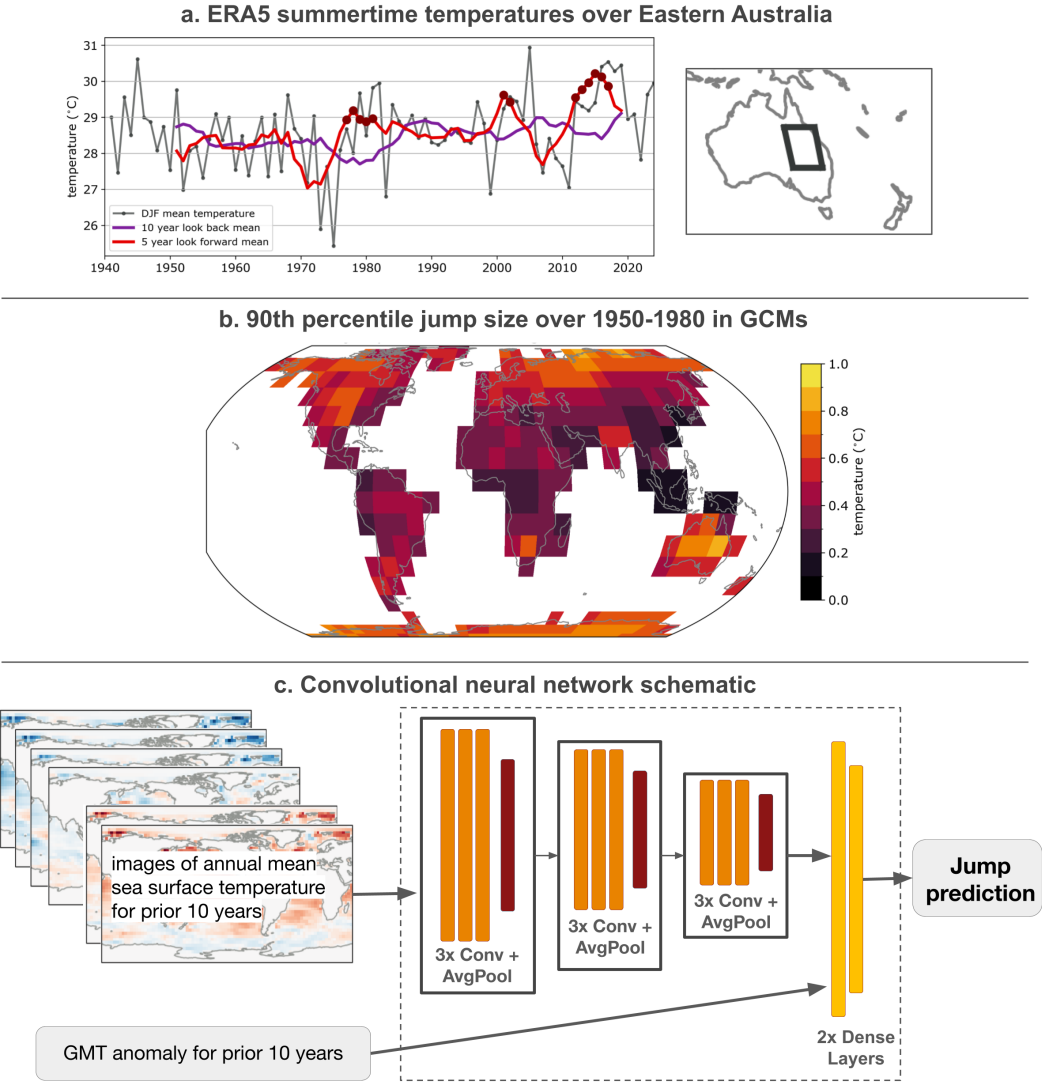 a. ERA5 summertime temperatures over Eastern Australia
31
30
29
28
27
26
temperature (°C)
DJF mean temperature
10 year look back mean
5 year look forward mean
1940 1950 1960 1970 1980 1990 2000 2010 2020
b. 90th percentile jump size over 1950-1980 in GCMs
1.0
0.8
0.6
0.4
0.2
0.0
temperature (°C)
c. Convolutional neural network schematic
images of annual mean
sea surface temperature
for prior 10 years
3x Conv +
AvgPool
3x Conv +
AvgPool
3x Conv +
AvgPool
Jump
prediction
GMT anomaly for prior 10 years
2x Dense
Layers